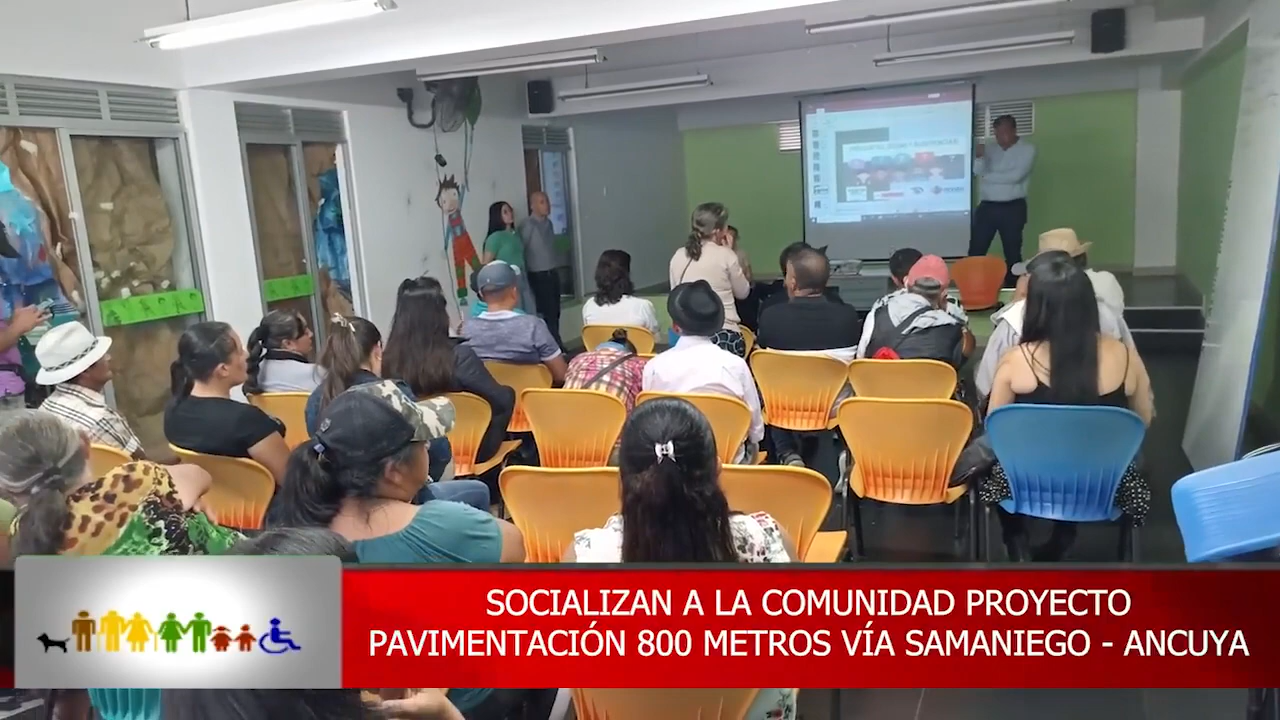 SOCIALIZAN A LA COMUNIDAD PROYECTO
PAVIMENTACIÓN 800 METROS VÍA SAMANIEGO - ANCUYA